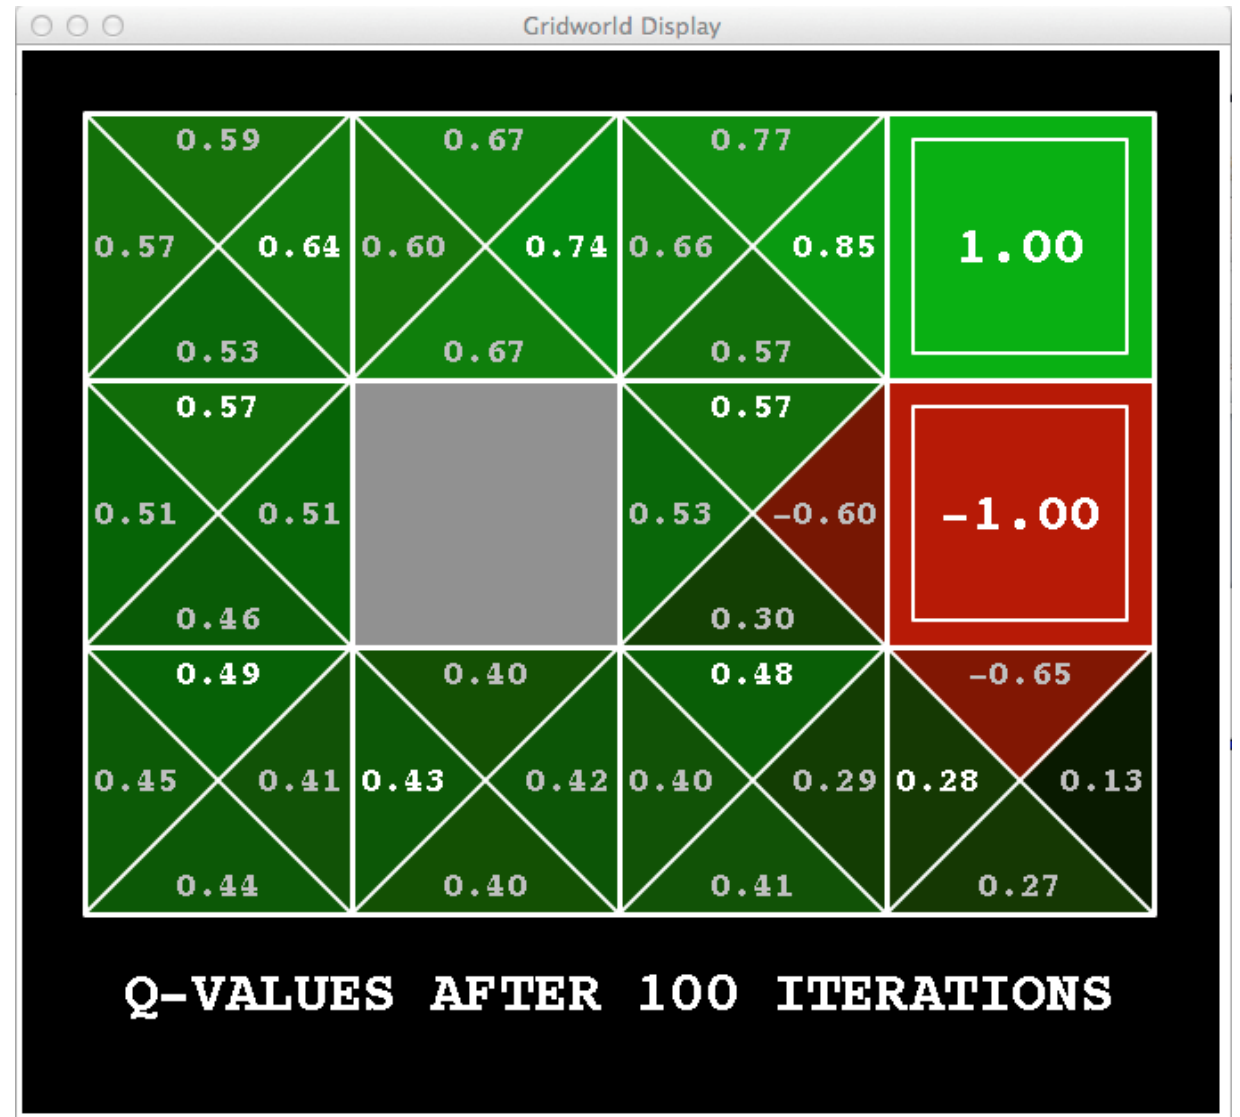 Gridworld Display
0.59 0.67 0.77
0.57 0.64 0.60 0.74 0.66 0.85 1.00
0.53 0.67 0.57
0.57 0.57
0.51 0.51 0.53 -0.60 -1.00
0.46 0.30
0.49 0.40 0.48 -0.65
0.45 0.41 0.43 0.42 0.40 0.29 0.28 0.13
0.44 0.40 0.41 0.27
Q-VALUES AFTER 100 ITERATIONS